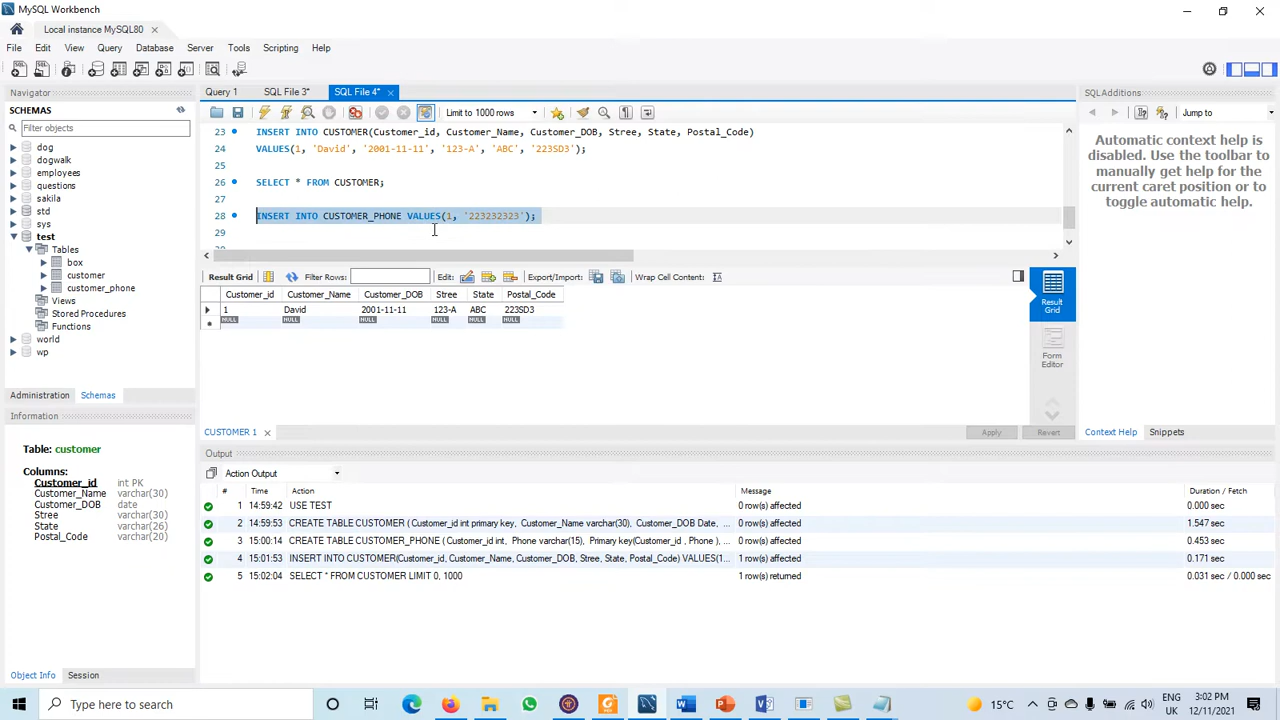 MySQL Workbench
Local instance MySQL80
File Edit View Query Database Server Tools Scripting Help
Navigator
SCHEMAS
Filter objects
dog
dogwalk
employees
questions
sakila
std
sys
test
Tables
box
customer
customer_phone
Views
Stored Procedures
Functions
world
wp
Administration Schemas
Information
Table: customer
Columns:
Customer_id int PK
Customer_Name varchar(30)
Customer_DOB date
Stree varchar(30)
State varchar(26)
Postal_Code varchar(20)
Object Info Session
Query 1 SQL File 3* SQL File 4*
Limit to 1000 rows
23 INSERT INTO CUSTOMER(Customer_id, Customer_Name, Customer_DOB, Stree, State, Postal_Code)
24 VALUES(1, 'David', '2001-11-11', '123-A', 'ABC', '223SD3');
25
26 SELECT * FROM CUSTOMER;
27
28 INSERT INTO CUSTOMER_PHONE VALUES(1, '223232323');
29
Result Grid Filter Rows: Edit: Export/Import: Wrap Cell Content:
Customer_id Customer_Name Customer_DOB Stree State Postal_Code
1 David 2001-11-11 123-A ABC 223SD3
NULL NULL NULL NULL NULL NULL
Result Grid
Form Editor
CUSTOMER 1
Apply Revert
Output
Action Output
# Time Action Message Duration / Fetch
1 14:59:42 USE TEST 0 row(s) affected 0.000 sec
2 14:59:53 CREATE TABLE CUSTOMER ( Customer_id int primary key, Customer_Name varchar(30), Customer_DOB Date, ... 0 row(s) affected 1.547 sec
3 15:00:14 CREATE TABLE CUSTOMER_PHONE ( Customer_id int, Phone varchar(15), Primary key(Customer_id , Phone ), ... 0 row(s) affected 0.453 sec
4 15:01:53 INSERT INTO CUSTOMER(Customer_id, Customer_Name, Customer_DOB, Stree, State, Postal_Code) VALUES(1... 1 row(s) affected 0.171 sec
5 15:02:04 SELECT * FROM CUSTOMER LIMIT 0, 1000 1 row(s) returned 0.031 sec / 0.000 sec
SQLAdditions
Jump to
Automatic context help is
disabled. Use the toolbar to
manually get help for the
current caret position or to
toggle automatic help.
Context Help Snippets
Type here to search
15°C
ENG
UK
3:02 PM
12/11/2021